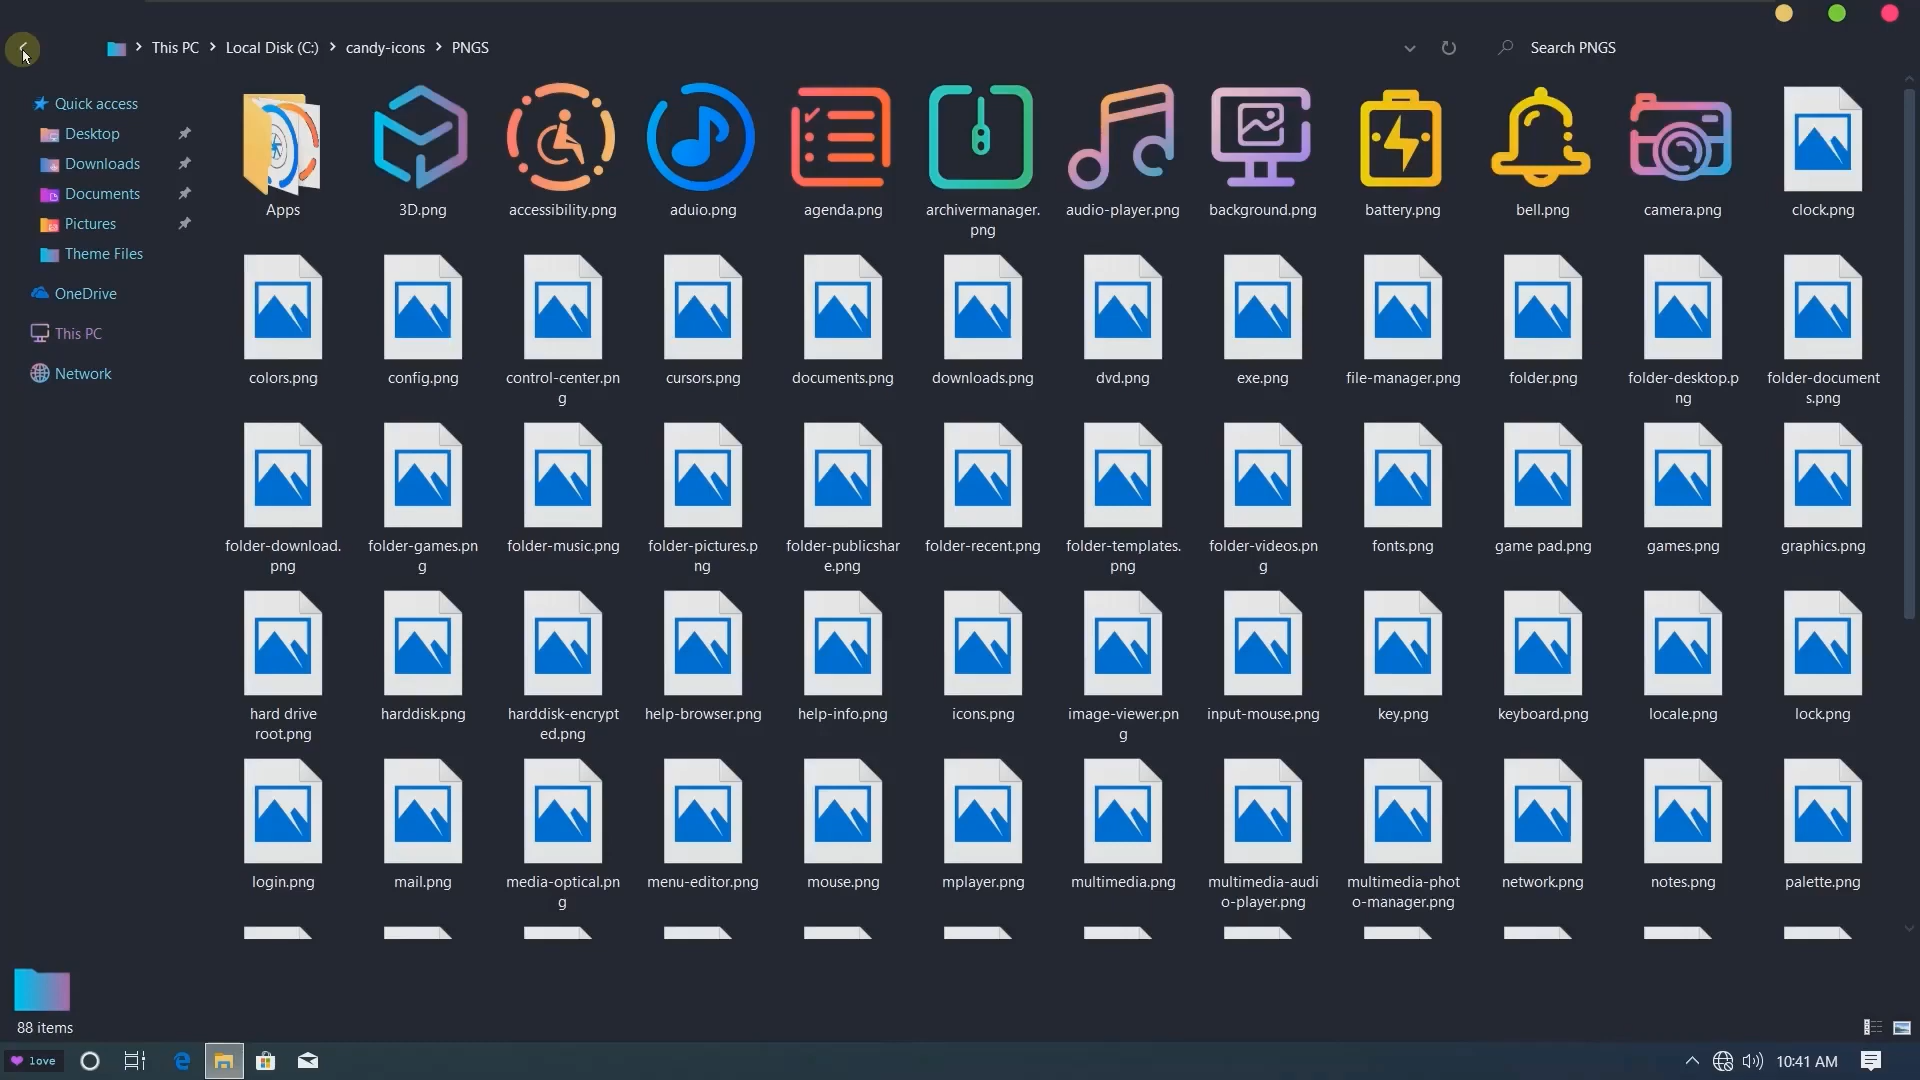 This PC
Local Disk (C:)
candy-icons
PNGS
Search PNGS
Quick access
Desktop
Downloads
Documents
Pictures
Theme Files
OneDrive
This PC
Network
Apps
3D.png
accessibility.png
aduio.png
agenda.png
archivermanager.
png
audio-player.png
background.png
battery.png
bell.png
camera.png
clock.png
colors.png
config.png
control-center.pn
g
cursors.png
documents.png
downloads.png
dvd.png
exe.png
file-manager.png
folder.png
folder-desktop.p
ng
folder-document
s.png
folder-download.
png
folder-games.pn
g
folder-music.png
folder-pictures.p
ng
folder-publicshar
e.png
folder-recent.png
folder-templates.
png
folder-videos.pn
g
fonts.png
game pad.png
games.png
graphics.png
hard drive
root.png
harddisk.png
harddisk-encrypt
ed.png
help-browser.png
help-info.png
icons.png
image-viewer.pn
g
input-mouse.png
key.png
keyboard.png
locale.png
lock.png
login.png
mail.png
media-optical.pn
g
menu-editor.png
mouse.png
mplayer.png
multimedia.png
multimedia-audi
o-player.png
multimedia-phot
o-manager.png
network.png
notes.png
palette.png
88 items
love
10:41 AM